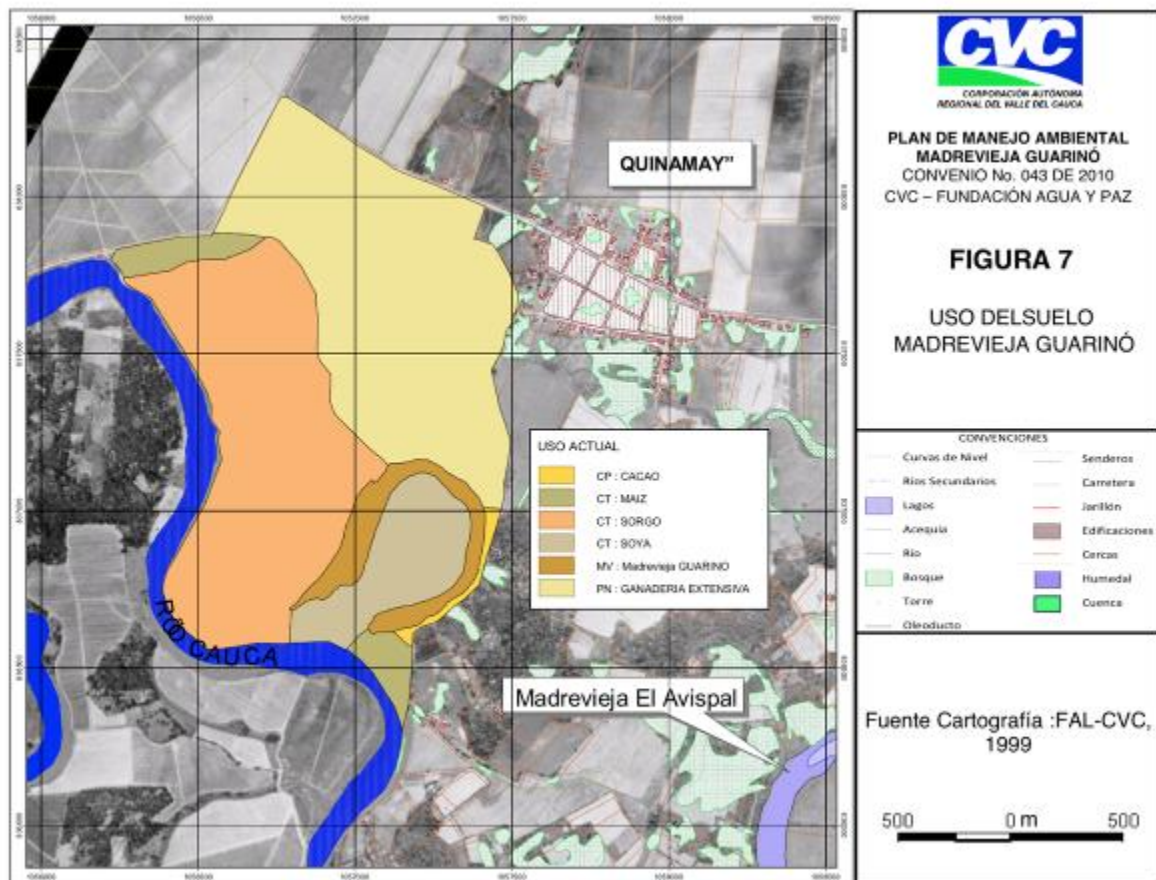 QUINAMAY"
RÍO CAUCA
USO ACTUAL
CP : CACAO
CT : MAIZ
CT : SORGO
CT : SOYA
MV : Madrevieja GUARINO
PN : GANADERIA EXTENSIVA
Madrevieja El Avispal
CVC
CORPORACIÓN AUTÓNOMA
REGIONAL DEL VALLE DEL CAUCA
PLAN DE MANEJO AMBIENTAL
MADREVIEJA GUARINÓ
CONVENIO No. 043 DE 2010
CVC – FUNDACIÓN AGUA Y PAZ
FIGURA 7
USO DELSUELO
MADREVIEJA GUARINÓ
CONVENCIONES
Curvas de Nivel
Rios Secundarios
Lagos
Acequia
Rio
Bosque
Torre
Oleoducto
Senderos
Carretera
Jarillón
Edificaciones
Cercas
Humedal
Cuenca
Fuente Cartografía :FAL-CVC,
1999
500 0 m 500